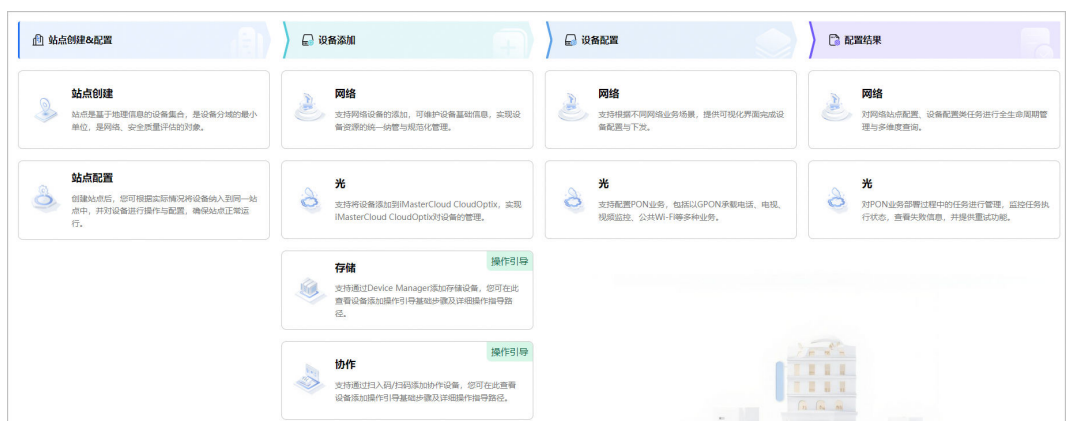 站点创建&配置
设备添加
设备配置
配置结果
站点创建
站点是基于地理信息的设备集合，是设备分域的最小
单位，是网络、安全质量评估的对象。
网络
支持网络设备的添加，可维护设备基础信息，实现设
备资源的统一纳管与规范化管理。
网络
支持根据不同网络业务场景，提供可视化界面完成设
备配置与下发。
网络
对网络站点配置、设备配置类任务进行全生命周期管
理与多维度查询。
站点配置
创建站点后，您可根据实际情况将设备纳入到同一站
点中，并对设备进行操作与配置，确保站点正常运
行。
光
支持将设备添加到iMasterCloud CloudOptix，实现
iMasterCloud CloudOptix对设备的管理。
光
支持配置PON业务，包括以GPON承载电话、电视、
视频监控、公共Wi-Fi等多种业务。
光
对PON业务部署过程中的任务进行管理，监控任务执
行状态，查看失败信息，并提供重试功能。
操作引导
存储
支持通过Device Manager添加存储设备，您可在此
查看设备添加操作引导基础步骤及详细操作指导路
径。
操作引导
协作
支持通过扫入码/扫码添加协作设备，您可在此查看
设备添加操作引导基础步骤及详细操作指导路径。